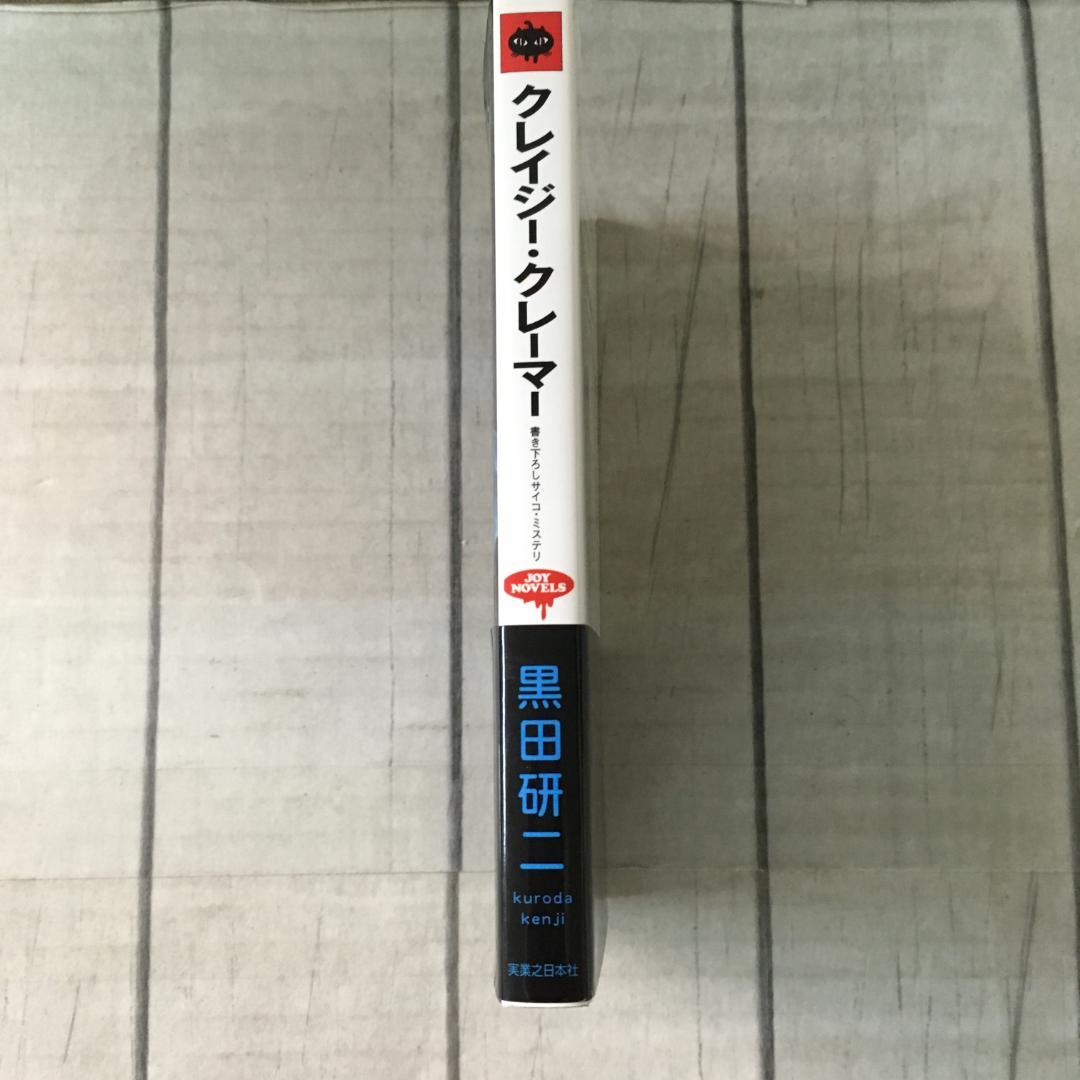 クレイジー・クレーマー
書き下ろしサイコ・ミステリ
JOY
NOVELS
黒田研二
kuroda
kenji
実業之日本社